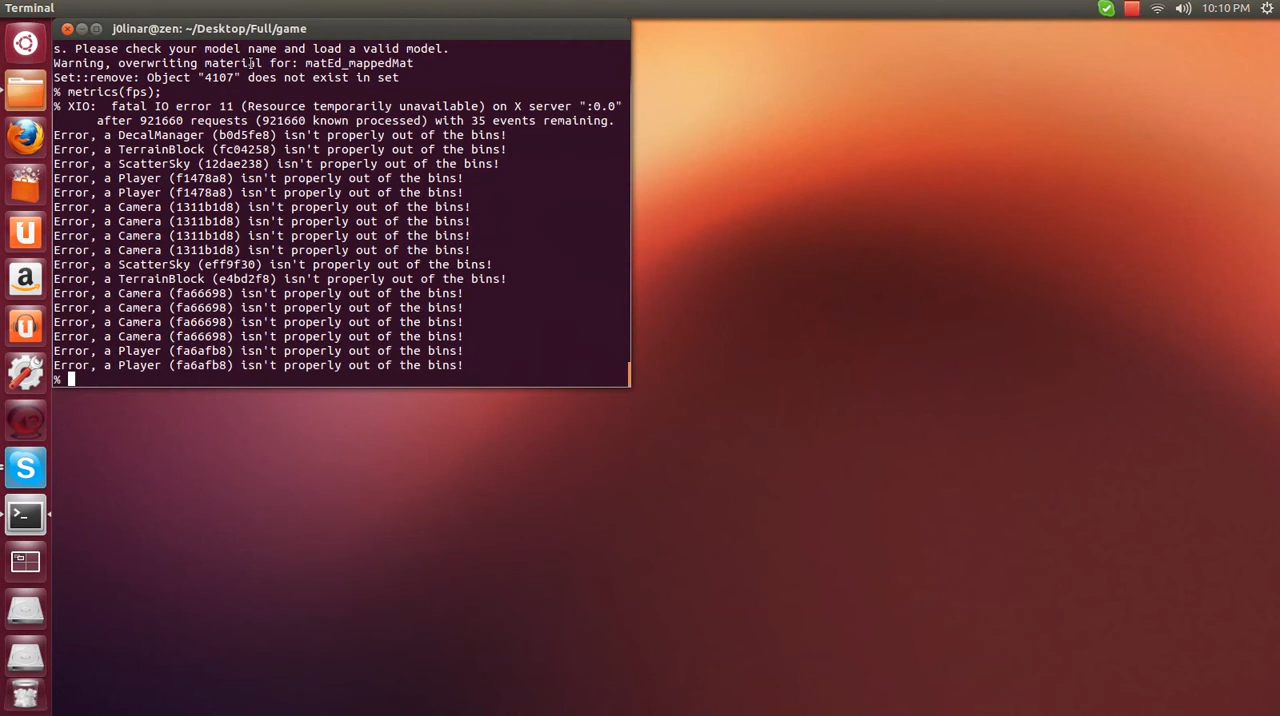 Terminal
10:10 PM
j0linar@zen: ~/Desktop/Full/game
s. Please check your model name and load a valid model.
Warning, overwriting material for: matEd_mappedMat
Set::remove: Object "4107" does not exist in set
% metrics(fps);
% XIO:  fatal IO error 11 (Resource temporarily unavailable) on X server ":0.0"
      after 921660 requests (921660 known processed) with 35 events remaining.
Error, a DecalManager (b0d5fe8) isn't properly out of the bins!
Error, a TerrainBlock (fc04258) isn't properly out of the bins!
Error, a ScatterSky (12dae238) isn't properly out of the bins!
Error, a Player (f1478a8) isn't properly out of the bins!
Error, a Player (f1478a8) isn't properly out of the bins!
Error, a Camera (1311b1d8) isn't properly out of the bins!
Error, a Camera (1311b1d8) isn't properly out of the bins!
Error, a Camera (1311b1d8) isn't properly out of the bins!
Error, a Camera (1311b1d8) isn't properly out of the bins!
Error, a ScatterSky (eff9f30) isn't properly out of the bins!
Error, a TerrainBlock (e4bd2f8) isn't properly out of the bins!
Error, a Camera (fa66698) isn't properly out of the bins!
Error, a Camera (fa66698) isn't properly out of the bins!
Error, a Camera (fa66698) isn't properly out of the bins!
Error, a Camera (fa66698) isn't properly out of the bins!
Error, a Player (fa6afb8) isn't properly out of the bins!
Error, a Player (fa6afb8) isn't properly out of the bins!
%